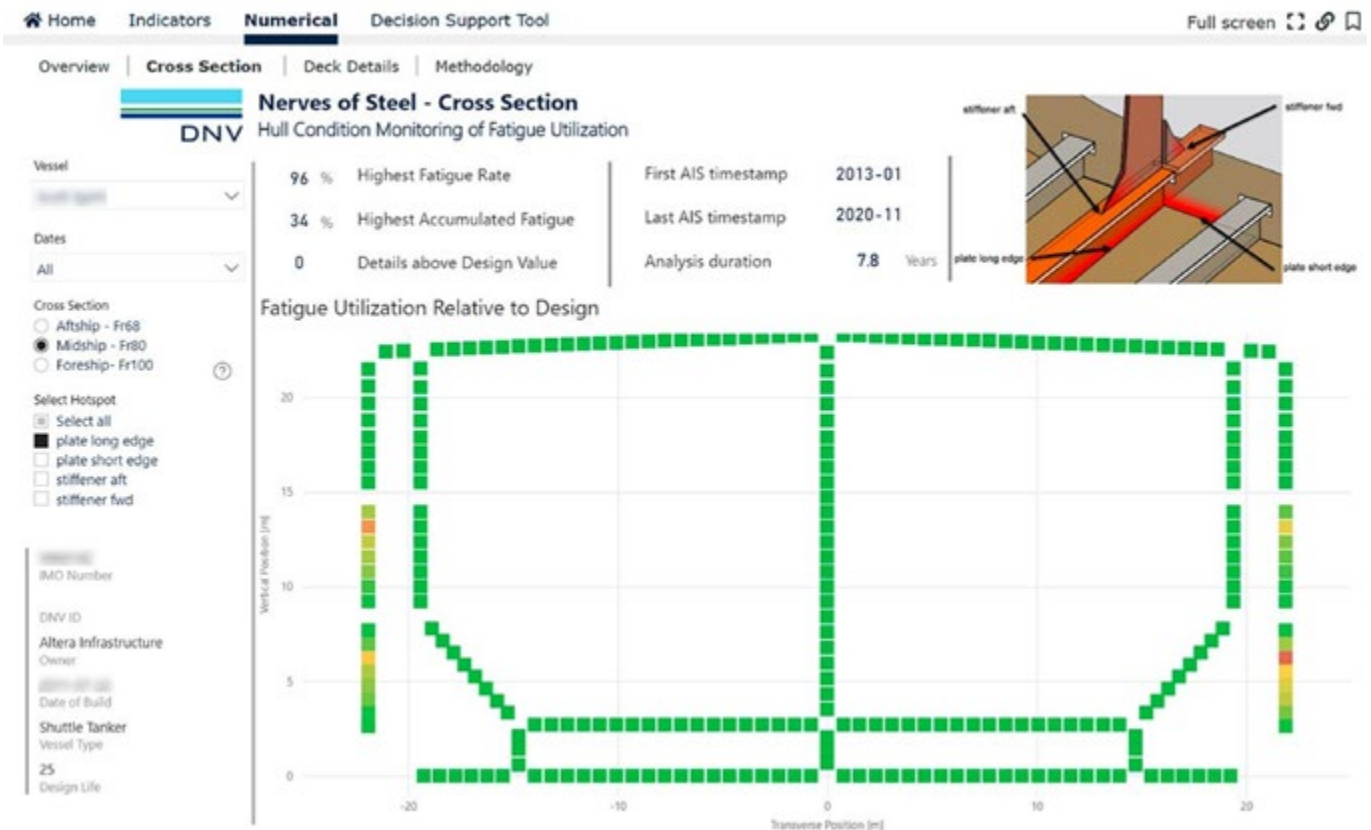 Home Indicators Numerical Decision Support Tool Full screen
Overview Cross Section Deck Details Methodology
DNV
Nerves of Steel - Cross Section
Hull Condition Monitoring of Fatigue Utilization
Vessel
Dates
All
Cross Section
Aftship - Fr68
Midship - Fr80
Foreship- Fr100
?
Select Hotspot
Select all
plate long edge
plate short edge
stiffener aft
stiffener fwd
IMO Number
DNV ID
Altera Infrastructure
Owner
Date of Build
Shuttle Tanker
Vessel Type
25
Design Life
96 % Highest Fatigue Rate
34 % Highest Accumulated Fatigue
0 Details above Design Value
First AIS timestamp 2013-01
Last AIS timestamp 2020-11
Analysis duration 7.8 Years
stiffener aft
stiffener fwd
plate long edge
plate short edge
Fatigue Utilization Relative to Design
Vertical Position [m]
20
15
10
5
0
-20 -10 0 10 20
Transverse Position [m]